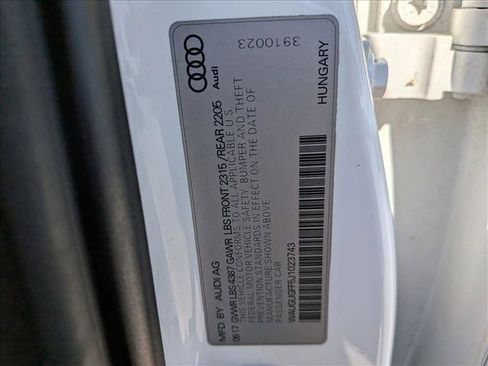 3910023
Audi
MFD. BY AUDI AG
09.17 GVWR LBS 4387 GAWR LBS FRONT 2315 / REAR 2205
THIS VEHICLE CONFORMS TO ALL APPLICABLE U S
FEDERAL MOTOR VEHICLE SAFETY, BUMPER AND THEFT
PREVENTION STANDARDS IN EFFECT ON THE DATE OF
MANUFACTURE SHOWN ABOVE
PASSENGER CAR
WAUGUGFF5J1023743
HUNGARY